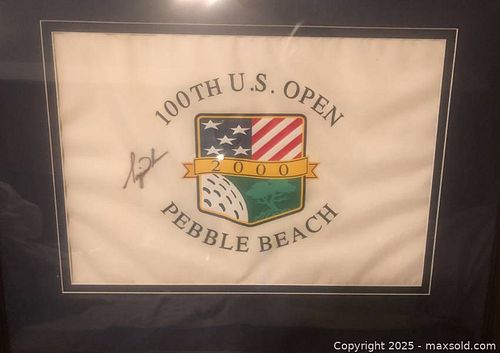 100TH U.S. OPEN
2000
PEBBLE BEACH
Copyright 2025 - maxsold.com